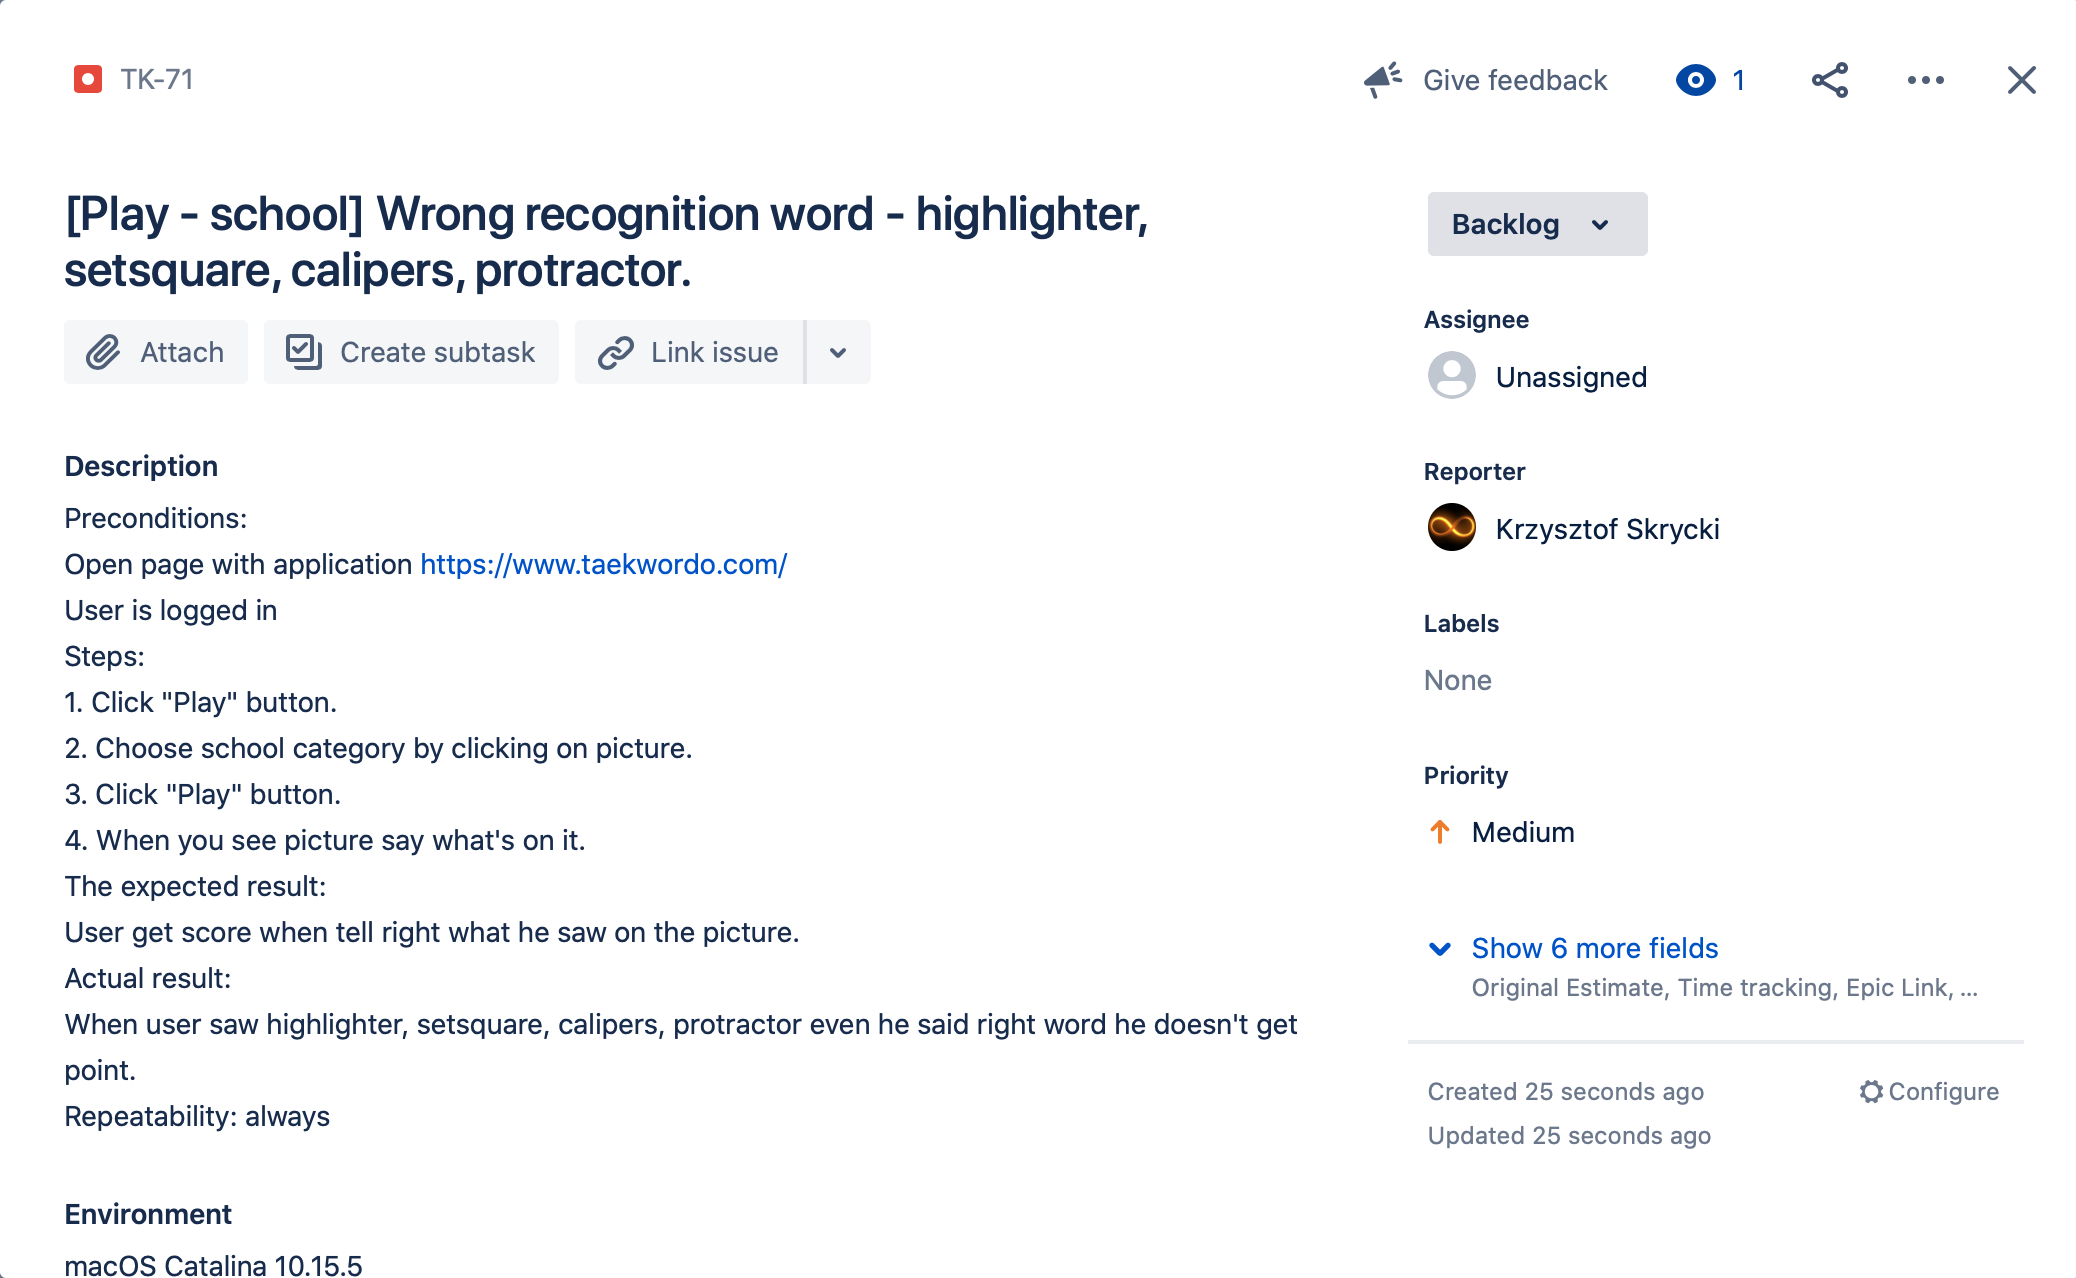 TK-71
Give feedback
1
[Play - school] Wrong recognition word - highlighter,
setsquare, calipers, protractor.
Attach
Create subtask
Link issue
Description
Preconditions:
Open page with application https://www.taekwordo.com/
User is logged in
Steps:
1. Click "Play" button.
2. Choose school category by clicking on picture.
3. Click "Play" button.
4. When you see picture say what's on it.
The expected result:
User get score when tell right what he saw on the picture.
Actual result:
When user saw highlighter, setsquare, calipers, protractor even he said right word he doesn't get
point.
Repeatability: always
Environment
macOS Catalina 10.15.5
Backlog
Assignee
Unassigned
Reporter
Krzysztof Skrycki
Labels
None
Priority
Medium
Show 6 more fields
Original Estimate, Time tracking, Epic Link, ...
Created 25 seconds ago
Configure
Updated 25 seconds ago